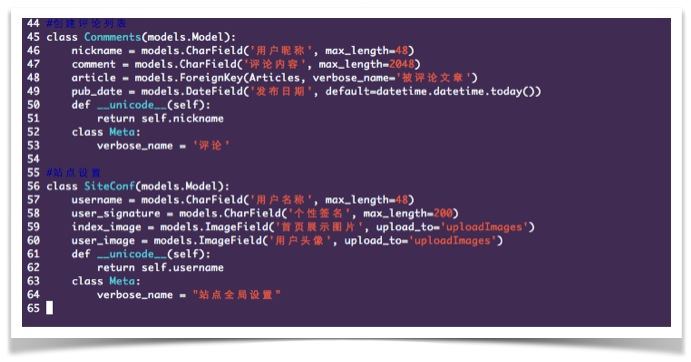 44 #创建评论列表
45 class Conmments(models.Model):
46     nickname = models.CharField('用户昵称', max_length=48)
47     comment = models.CharField('评论内容', max_length=2048)
48     article = models.ForeignKey(Articles, verbose_name='被评论文章')
49     pub_date = models.DateField('发布日期', default=datetime.datetime.today())
50     def __unicode__(self):
51         return self.nickname
52     class Meta:
53         verbose_name = '评论'
54
55 #站点设置
56 class SiteConf(models.Model):
57     username = models.CharField('用户名称', max_length=48)
58     user_signature = models.CharField('个性签名', max_length=200)
59     index_image = models.ImageField('首页展示图片', upload_to='uploadImages')
60     user_image = models.ImageField('用户头像', upload_to='uploadImages')
61     def __unicode__(self):
62         return self.username
63     class Meta:
64         verbose_name = "站点全局设置"
65